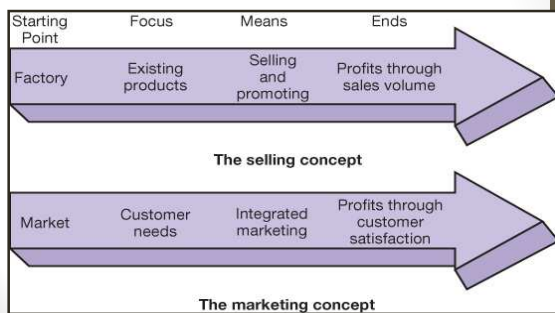 Starting Point Focus Means Ends
Factory Existing products Selling and promoting Profits through sales volume
The selling concept
Market Customer needs Integrated marketing Profits through customer satisfaction
The marketing concept